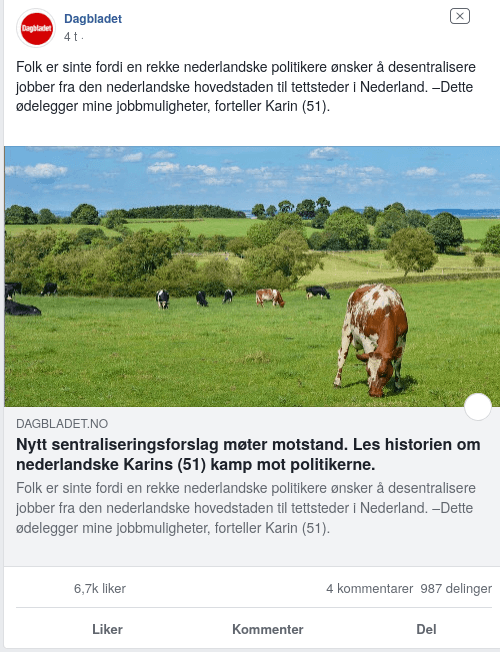 Dagbladet
Dagbladet
4 t ·
Folk er sinte fordi en rekke nederlandske politikere ønsker å desentralisere
jobber fra den nederlandske hovedstaden til tettsteder i Nederland. –Dette
ødelegger mine jobbmuligheter, forteller Karin (51).
DAGBLADET.NO
Nytt sentraliseringsforslag møter motstand. Les historien om
nederlandske Karins (51) kamp mot politikerne.
Folk er sinte fordi en rekke nederlandske politikere ønsker å desentralisere
jobber fra den nederlandske hovedstaden til tettsteder i Nederland. –Dette
ødelegger mine jobbmuligheter, forteller Karin (51).
6,7k liker 4 kommentarer 987 delinger
Liker Kommenter Del